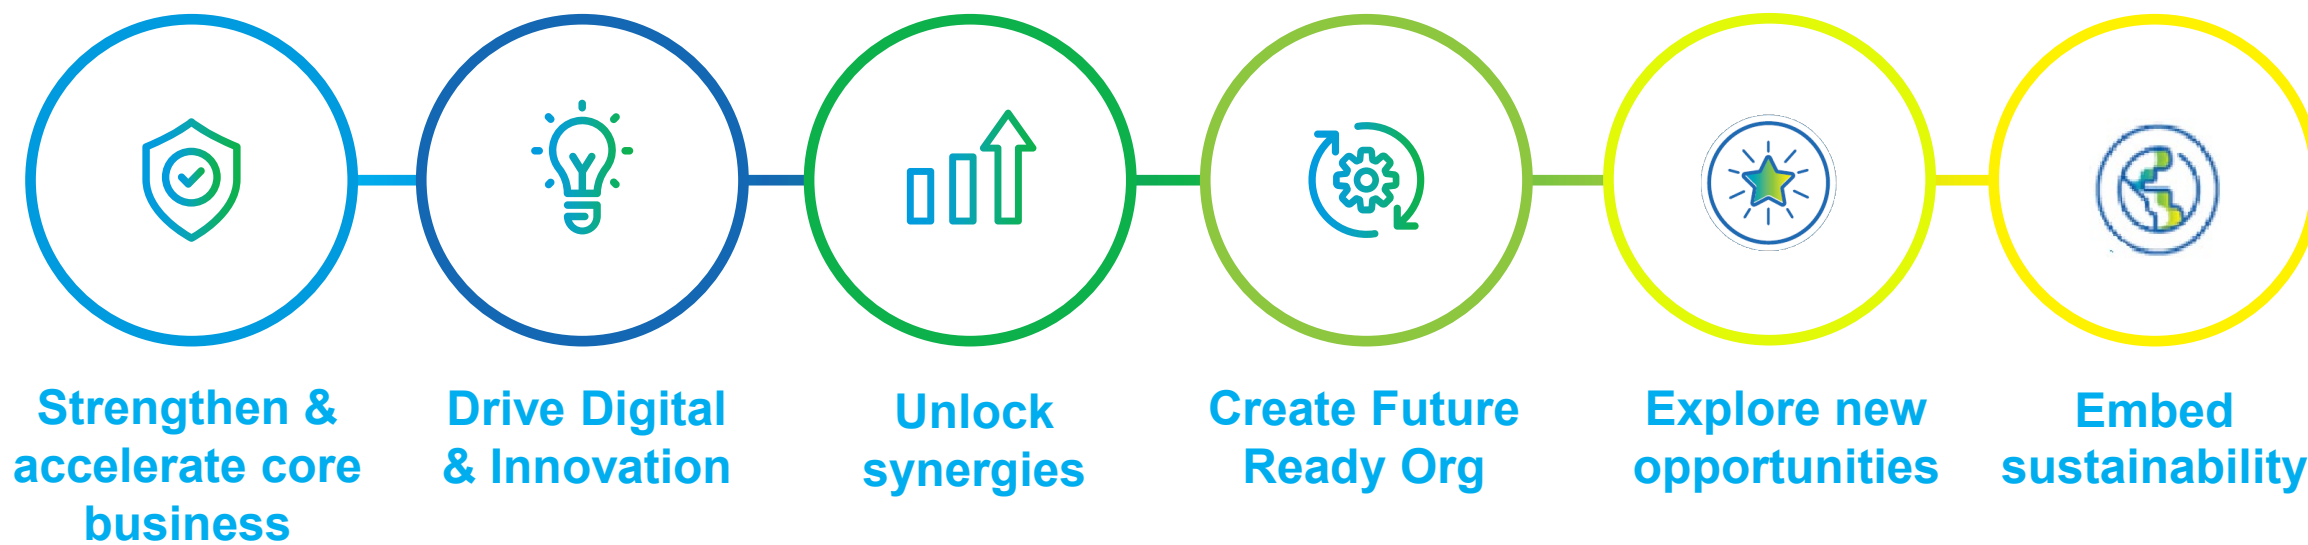 Strengthen &
accelerate core
business
Drive Digital
& Innovation
Unlock
synergies
Create Future
Ready Org
Explore new
opportunities
Embed
sustainability